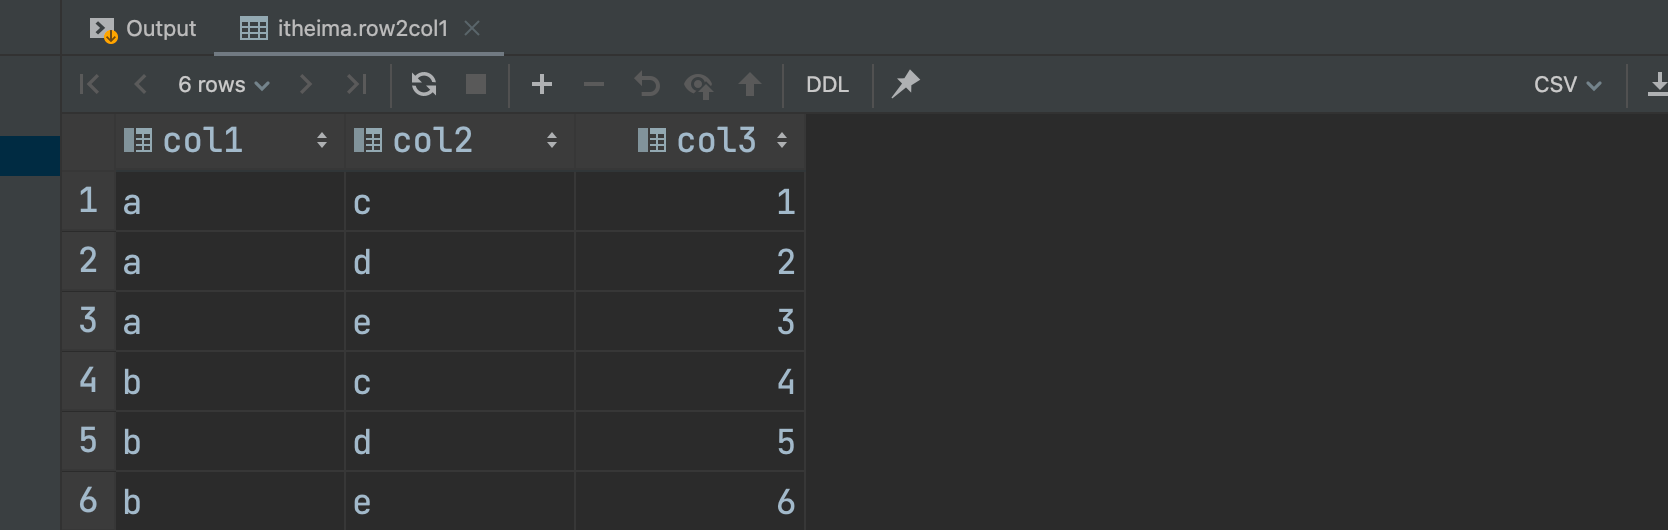 Output itheima.row2col1
6 rows DDL CSV
col1 col2 col3
1 a c 1
2 a d 2
3 a e 3
4 b c 4
5 b d 5
6 b e 6